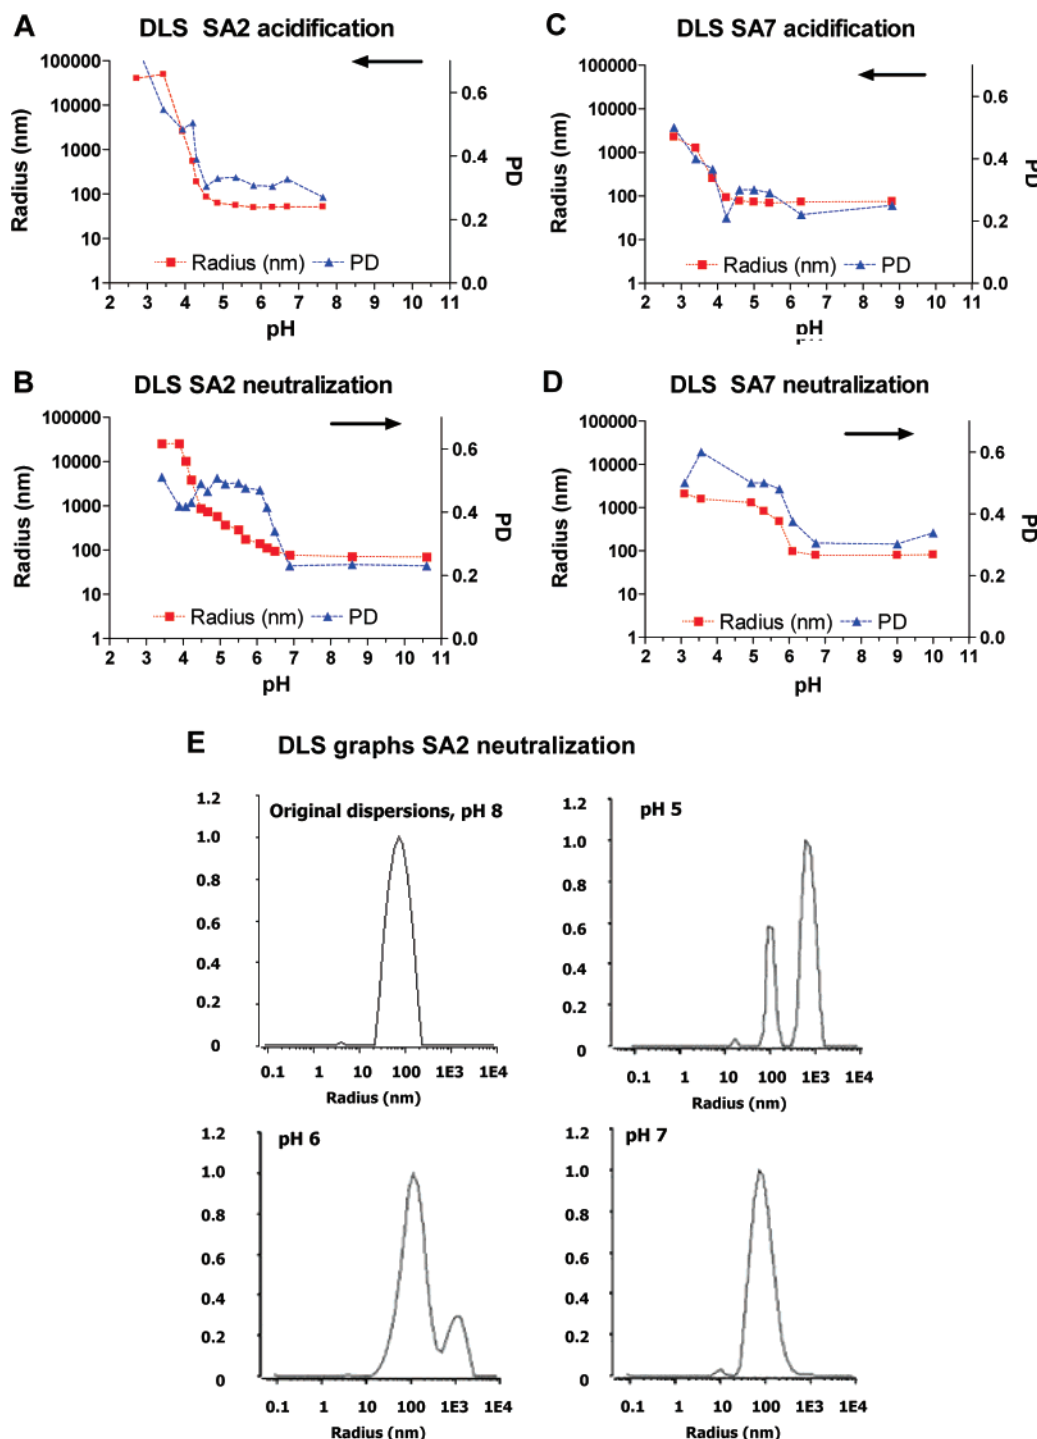 A
DLS SA2 acidification
100000
10000
1000
100
10
1
Radius (nm)
0.6
0.4
0.2
0.0
PD
Radius (nm) PD
2 3 4 5 6 7 8 9 10 11
pH
C
DLS SA7 acidification
100000
10000
1000
100
10
1
Radius (nm)
0.6
0.4
0.2
0.0
PD
Radius (nm) PD
2 3 4 5 6 7 8 9 10 11
pH
B
DLS SA2 neutralization
100000
10000
1000
100
10
1
Radius (nm)
0.6
0.4
0.2
0.0
PD
Radius (nm) PD
2 3 4 5 6 7 8 9 10 11
pH
D
DLS SA7 neutralization
100000
10000
1000
100
10
1
Radius (nm)
0.6
0.4
0.2
0.0
PD
Radius (nm) PD
2 3 4 5 6 7 8 9 10 11
pH
E DLS graphs SA2 neutralization
Original dispersions, pH 8
1.2
1.0
0.8
0.6
0.4
0.2
0
0.1 1 10 100 1E3 1E4
Radius (nm)
pH 5
1.2
1.0
0.8
0.6
0.4
0.2
0
0.1 1 10 100 1E3 1E4
Radius (nm)
pH 6
1.2
1.0
0.8
0.6
0.4
0.2
0
0.1 1 10 100 1E3 1E4
Radius (nm)
pH 7
1.2
1.0
0.8
0.6
0.4
0.2
0
0.1 1 10 100 1E3 1E4
Radius (nm)